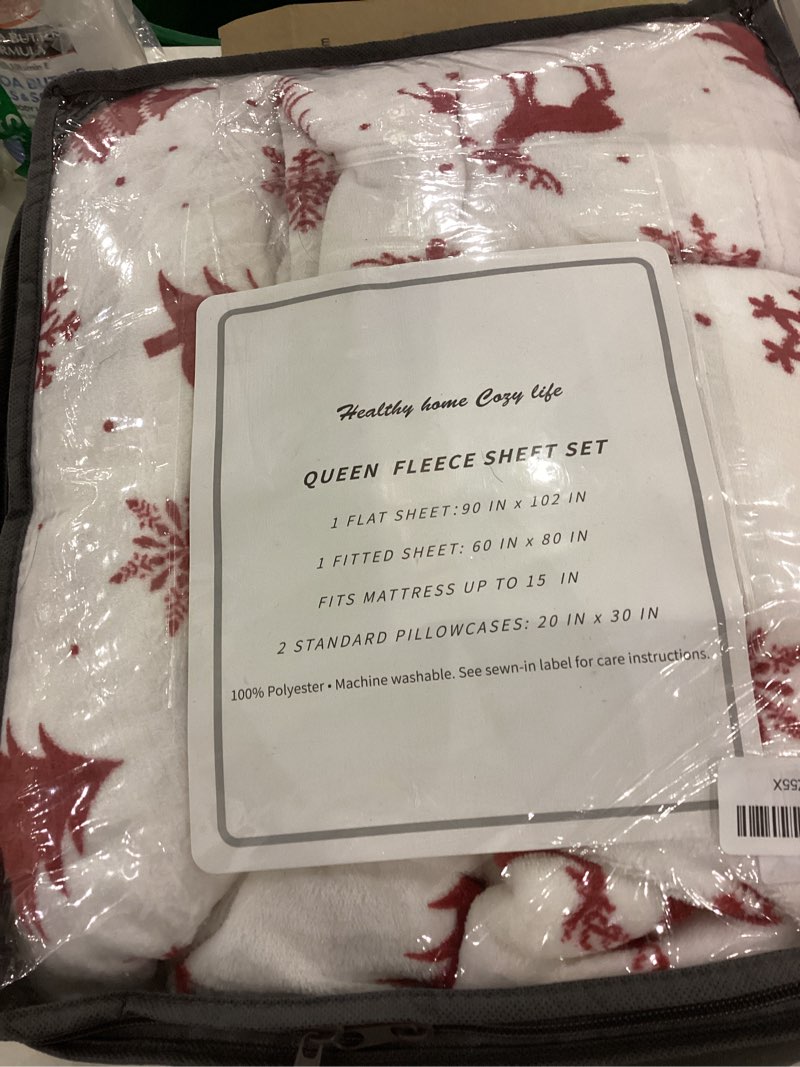 Healthy home Cozy life
QUEEN FLEECE SHEET SET
1 FLAT SHEET:90 IN x 102 IN
1 FITTED SHEET: 60 IN x 80 IN
FITS MATTRESS UP TO 15 IN
2 STANDARD PILLOWCASES: 20 IN x 30 IN
100% Polyester • Machine washable. See sewn-in label for care instructions.